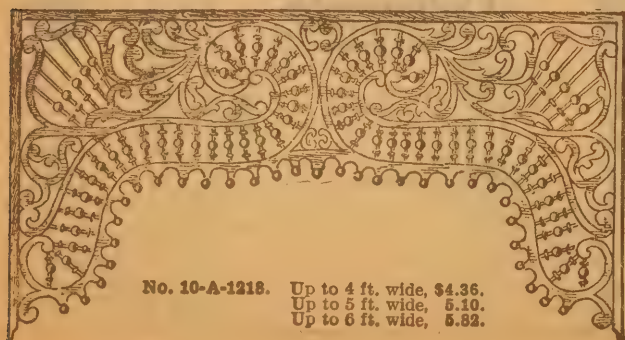 No. 10-A-1218. Up to 4 ft. wide, $4.36.
Up to 5 ft. wide, 5.10.
Up to 6 ft. wide, 5.82.